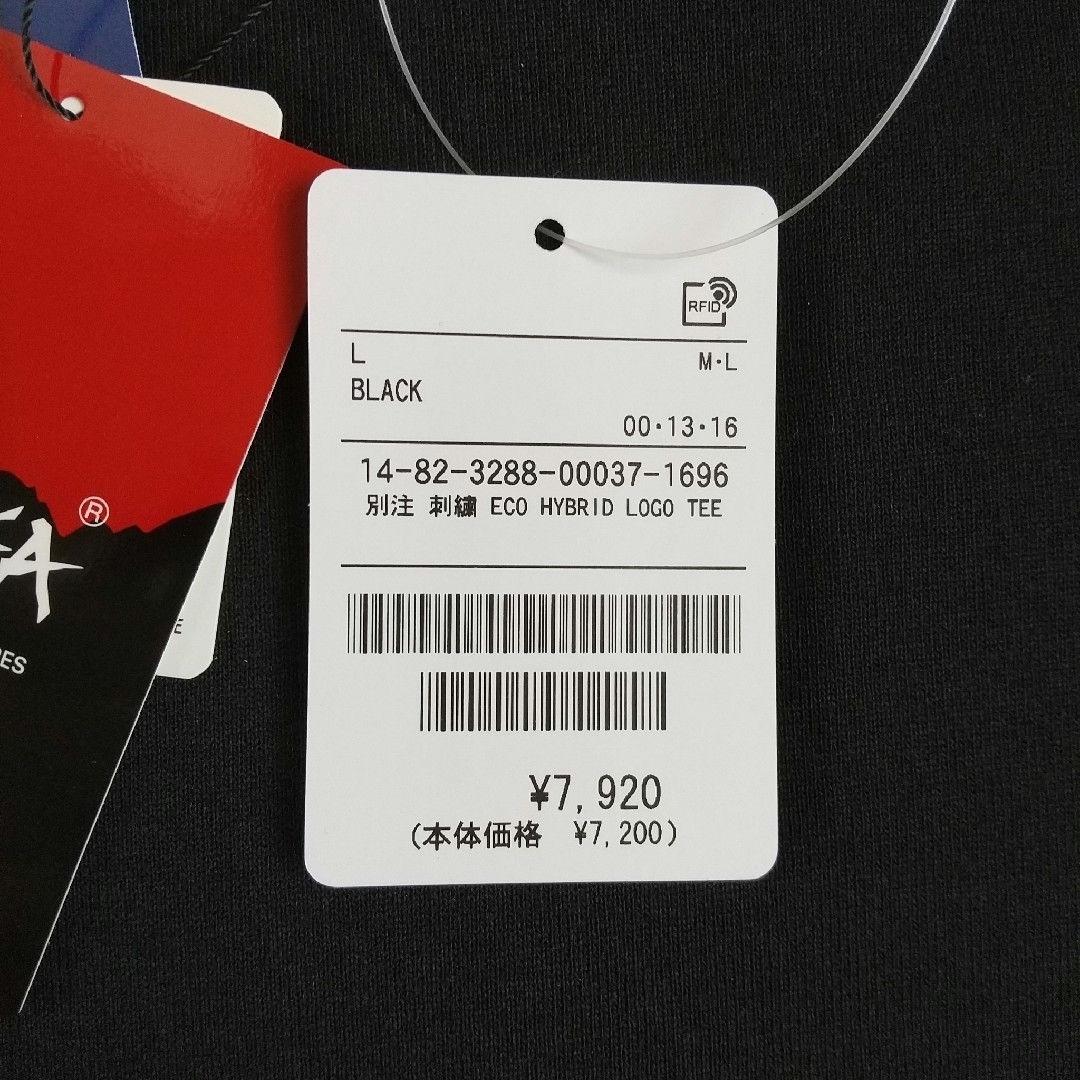 RFID
L M·L
BLACK
00·13·16
14-82-3288-00037-1696
別注 刺繍 ECO HYBRID LOGO TEE
¥7,920
(本体価格 ¥7,200)
®